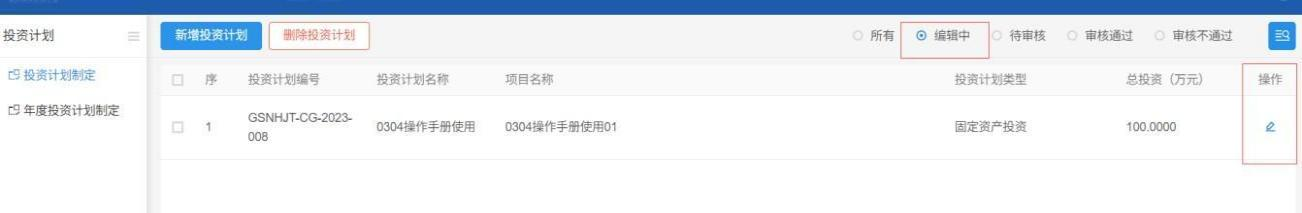 投资计划
新增投资计划 删除投资计划 所有 编辑中 待审核 审核通过 审核不通过
投资计划制定
年度投资计划制定
序 投资计划编号 投资计划名称 项目名称 投资计划类型 总投资（万元） 操作
1 GSNHJT-CG-2023-008 0304操作手册使用 0304操作手册使用01 固定资产投资 100.0000